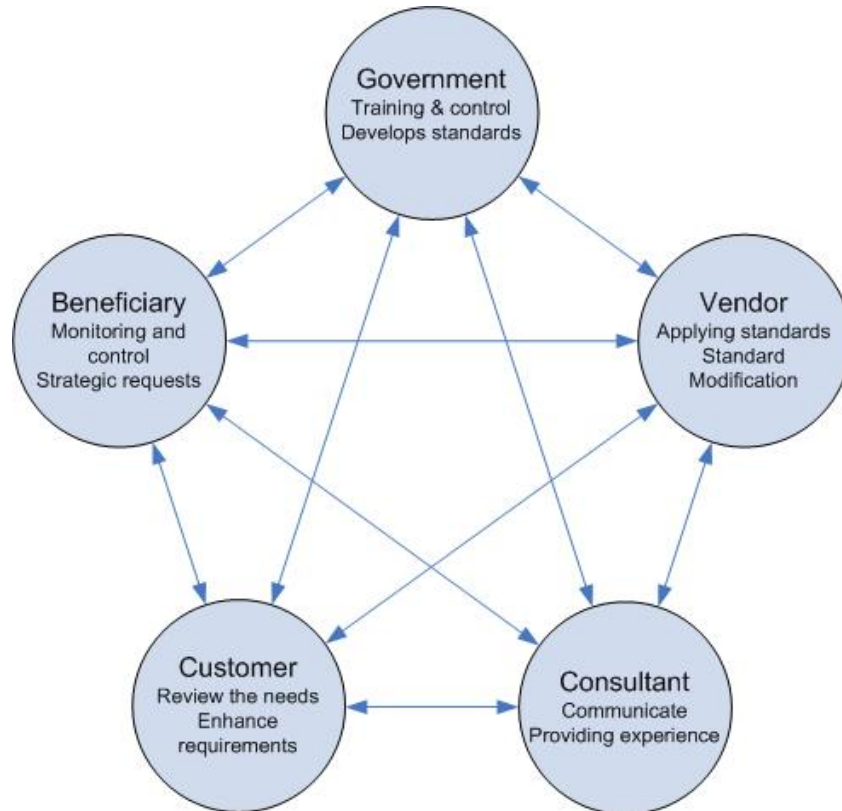 Government
Training & control
Develops standards
Beneficiary
Monitoring and
control
Strategic requests
Vendor
Applying standards
Standard
Modification
Customer
Review the needs
Enhance
requirements
Consultant
Communicate
Providing experience